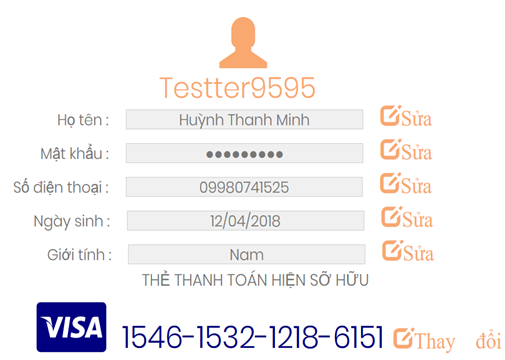 Testter9595
Họ tên : Huỳnh Thanh Minh Sửa
Mật khẩu : ●●●●●●●●● Sửa
Số điện thoại : 09980741525 Sửa
Ngày sinh : 12/04/2018 Sửa
Giới tính : Nam Sửa
THẺ THANH TOÁN HIỆN SỠ HỮU
VISA 1546-1532-1218-6151 Thay đổi